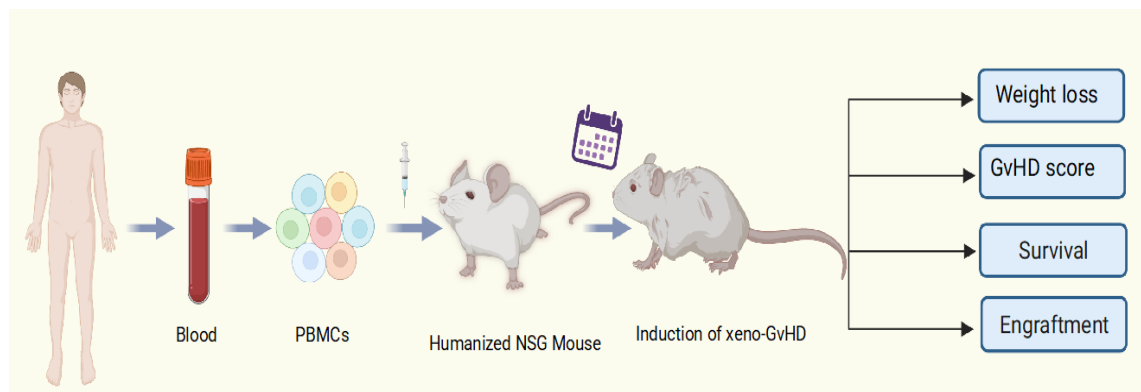 Blood
PBMCs
Humanized NSG Mouse
Induction of xeno-GvHD
Weight loss
GvHD score
Survival
Engraftment